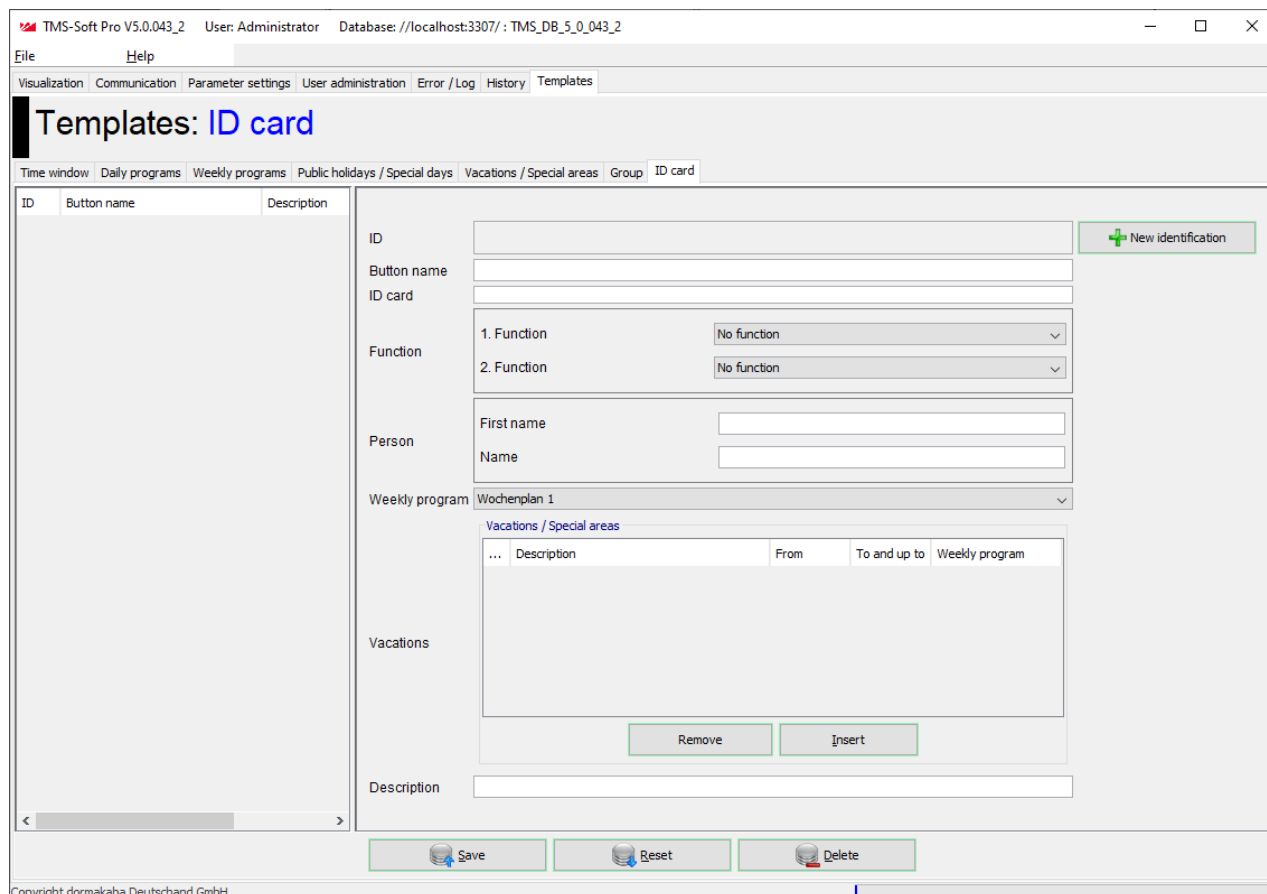 TMS-Soft Pro V5.0.043_2 User: Administrator Database: //localhost:3307/ : TMS_DB_5_0_043_2
File Help
Visualization Communication Parameter settings User administration Error / Log History Templates
Templates: ID card
Time window Daily programs Weekly programs Public holidays / Special days Vacations / Special areas Group ID card
ID Button name Description
ID
New identification
Button name
ID card
Function
1. Function No function
2. Function No function
Person
First name
Name
Weekly program Wochenplan 1
Vacations / Special areas
... Description From To and up to Weekly program
Vacations
Remove Insert
Description
Save Reset Delete
Copyright dormakaba Deutschand GmbH